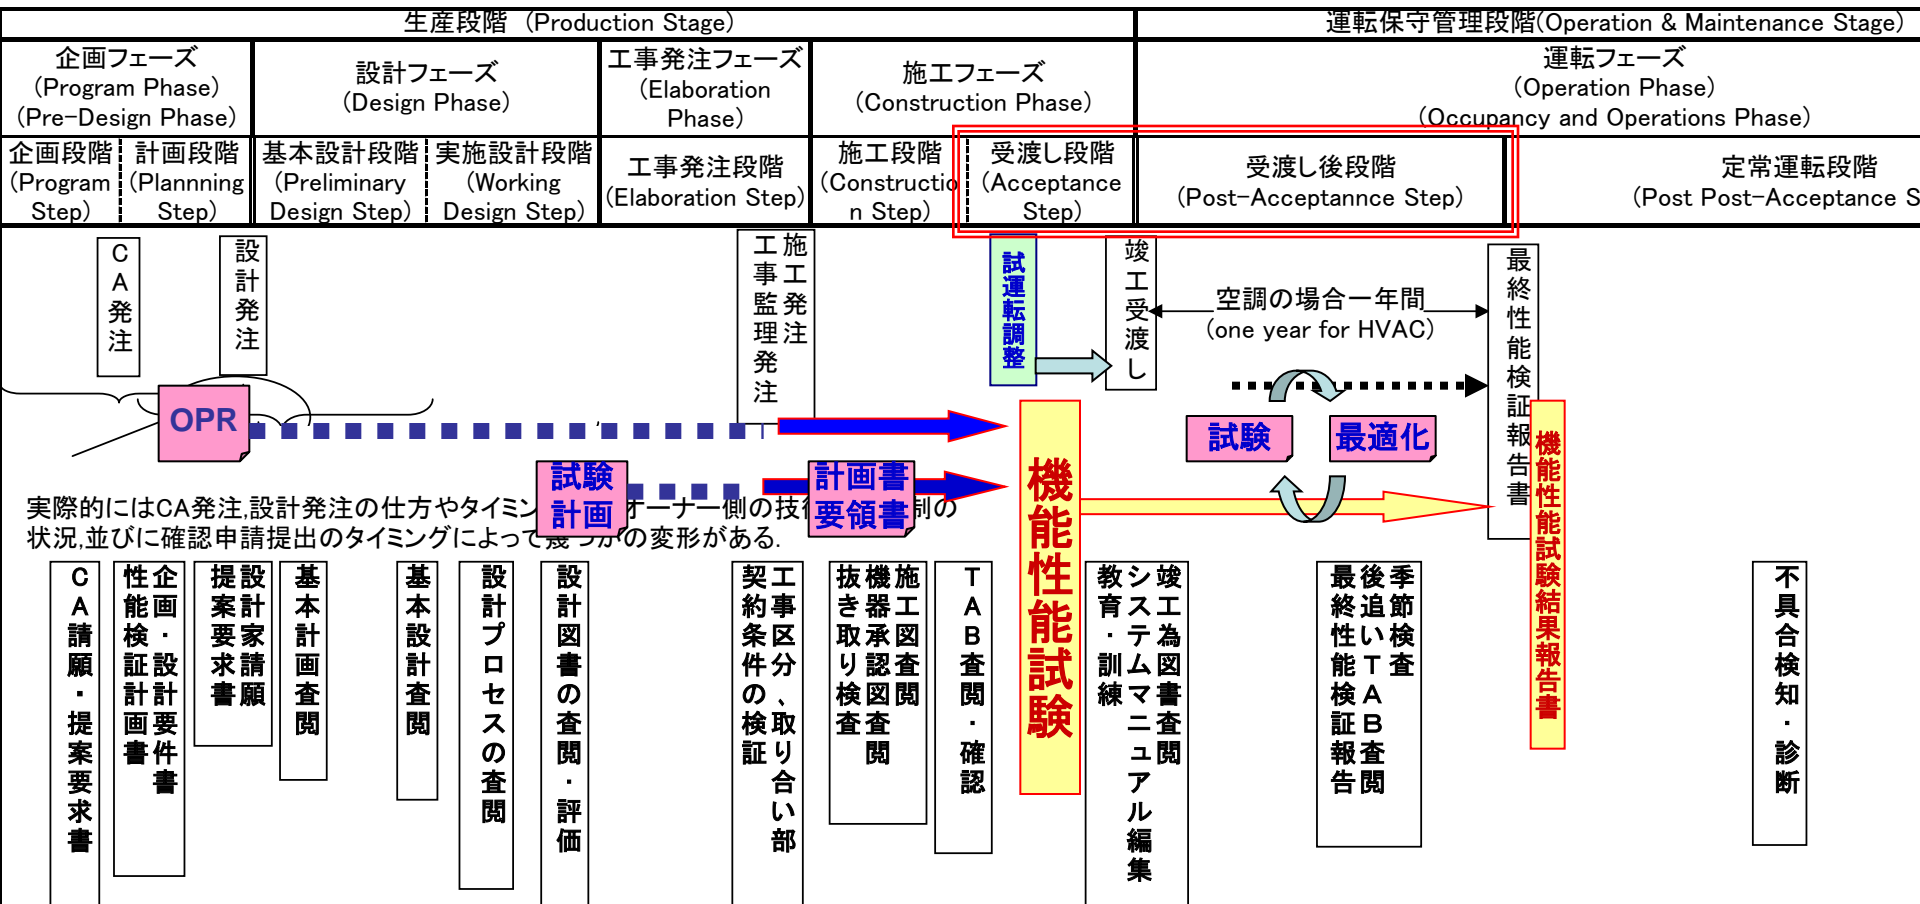 生産段階 (Production Stage)
運転保守管理段階(Operation & Maintenance Stage)
企画フェーズ
(Program Phase)
(Pre-Design Phase)
設計フェーズ
(Design Phase)
工事発注フェーズ
(Elaboration
Phase)
施工フェーズ
(Construction Phase)
運転フェーズ
(Operation Phase)
(Occupancy and Operations Phase)
企画段階
(Program
Step)
計画段階
(Plannning
Step)
基本設計段階
(Preliminary
Design Step)
実施設計段階
(Working
Design Step)
工事発注段階
(Elaboration Step)
施工段階
(Constructio
n Step)
受渡し段階
(Acceptance
Step)
受渡し後段階
(Post-Acceptannce Step)
定常運転段階
(Post Post-Acceptance S
CA発注
設計発注
施工発注
工事監理発注
試運転調整
竣工受渡し
空調の場合一年間
(one year for HVAC)
最終性能検証報告書
OPR
試験
計画
計画書
要領書
試験
最適化
機能性能試験
機能性能試験結果報告書
実際的にはCA発注,設計発注の仕方やタイミン
オーナー側の技
制の
状況,並びに確認申請提出のタイミングによって幾つかの変形がある.
CA請願・提案要求書
企画・設計要件書
性能検証計画書
設計家請願
提案要求書
基本計画査閲
基本設計査閲
設計プロセスの査閲
設計図書の査閲・評価
工事区分、取り合い部
契約条件の検証
施工図査閲
機器承認図査閲
抜き取り検査
TAB査閲・確認
竣工為図書査閲
システムマニュアル編集
教育・訓練
季節検査
後追いTAB査閲
最終性能検証報告
不具合検知・診断